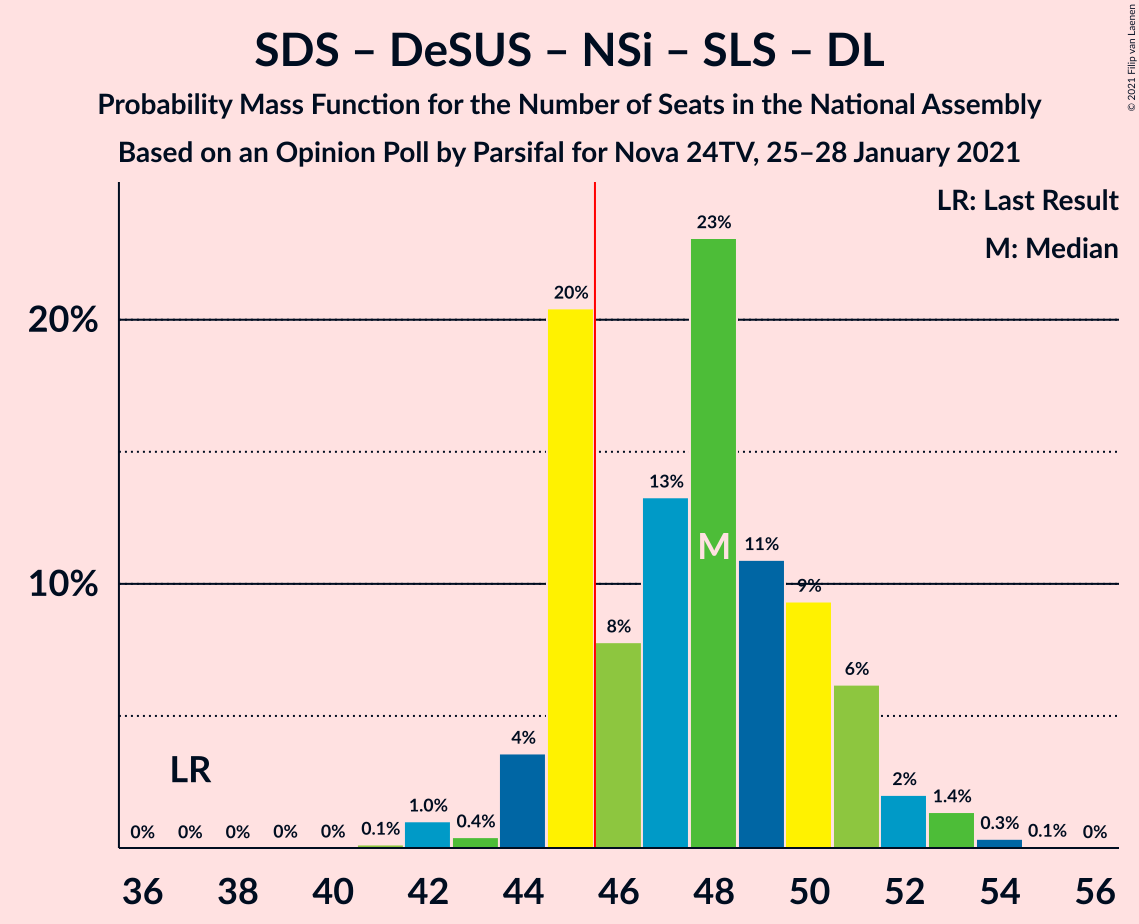 SDS – DeSUS – NSi – SLS – DL
Probability Mass Function for the Number of Seats in the National Assembly
Based on an Opinion Poll by Parsifal for Nova 24TV, 25–28 January 2021
© 2021 Filip van Laenen
LR: Last Result
M: Median
23%
20%
20%
13%
M
11%
10%
9%
8%
6%
4%
LR
2%
1.4%
1.0%
0.4%
0.3%
0% 0% 0% 0% 0% 0.1% 0.1% 0%
36 38 40 42 44 46 48 50 52 54 56